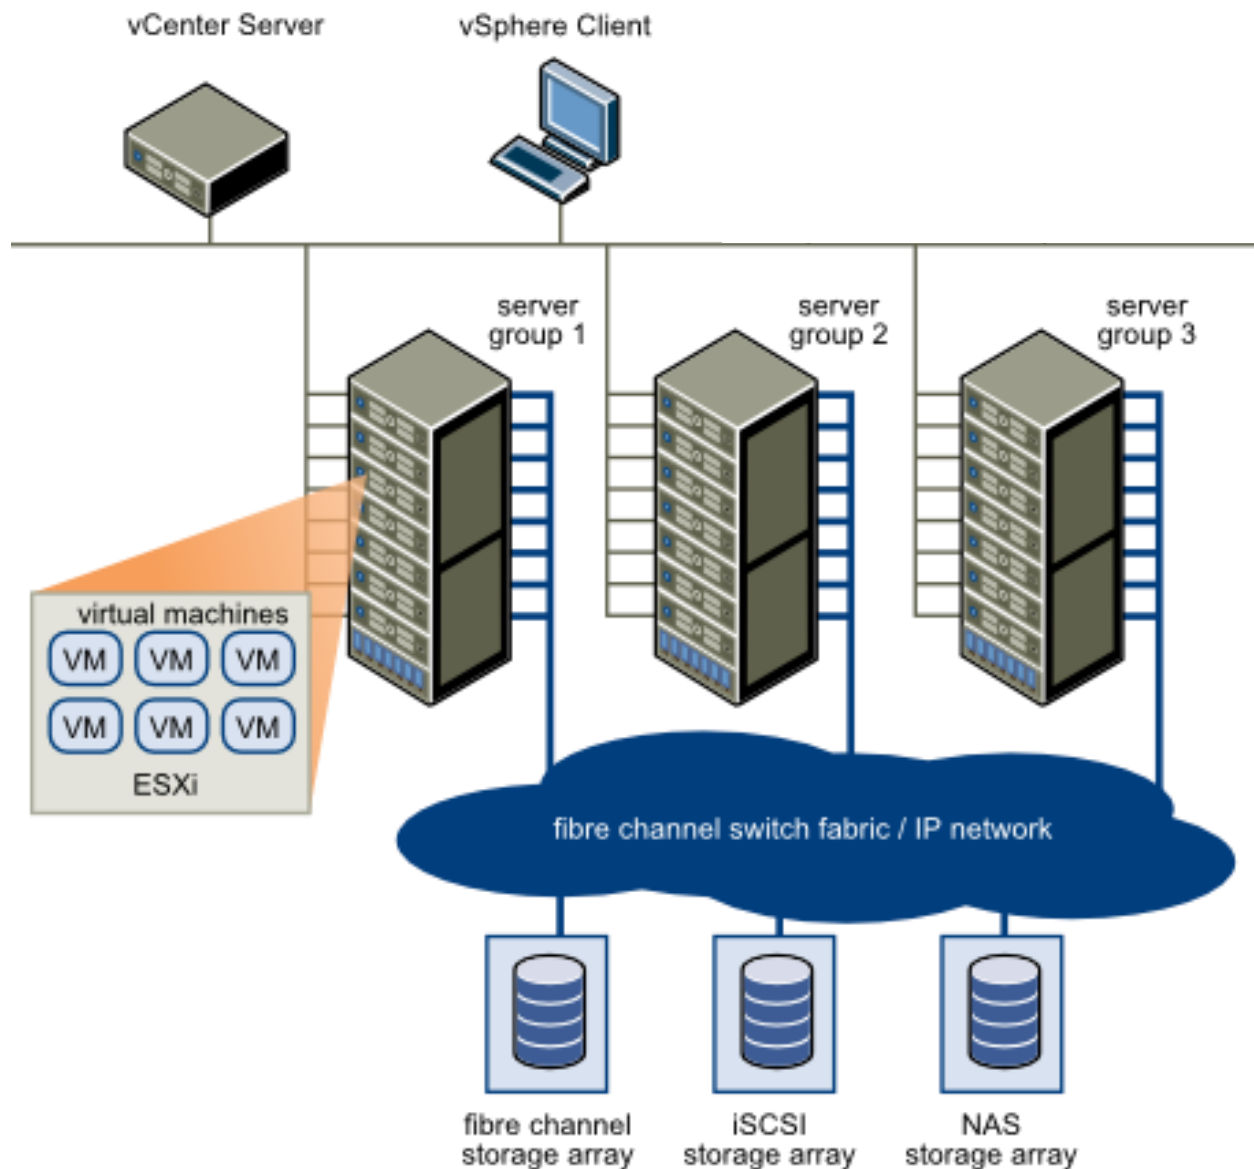 vCenter Server
vSphere Client
server
group 1
server
group 2
server
group 3
virtual machines
VM VM VM
VM VM VM
ESXi
fibre channel switch fabric / IP network
fibre channel
storage array
iSCSI
storage array
NAS
storage array